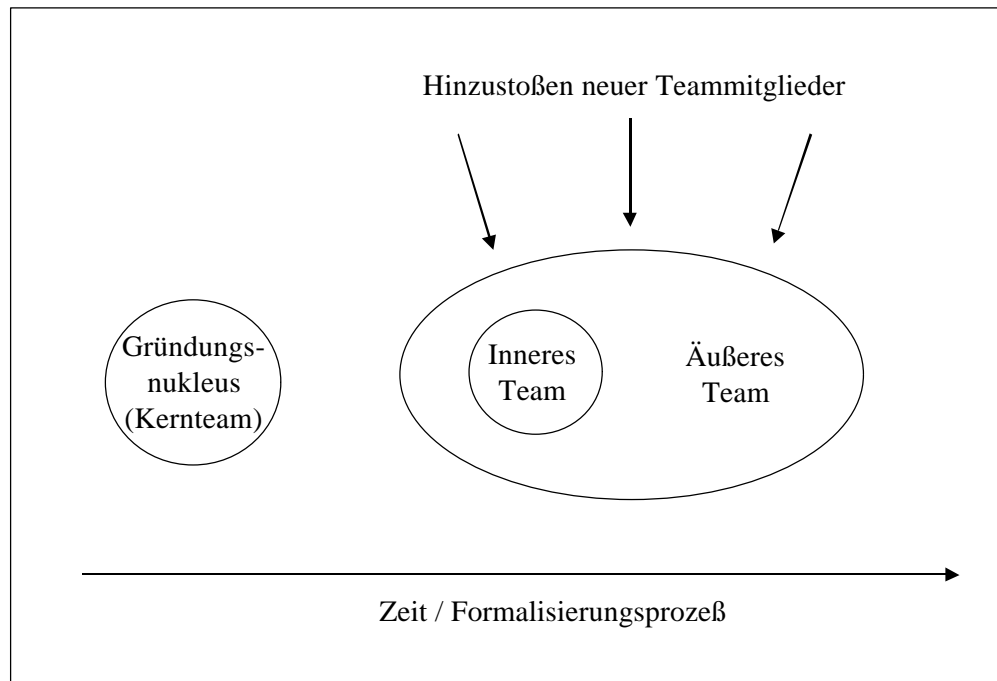 Hinzustoßen neuer Teammitglieder
Gründungs-
nukleus
(Kernteam)
Inneres
Team
Äußeres
Team
Zeit / Formalisierungsprozeß